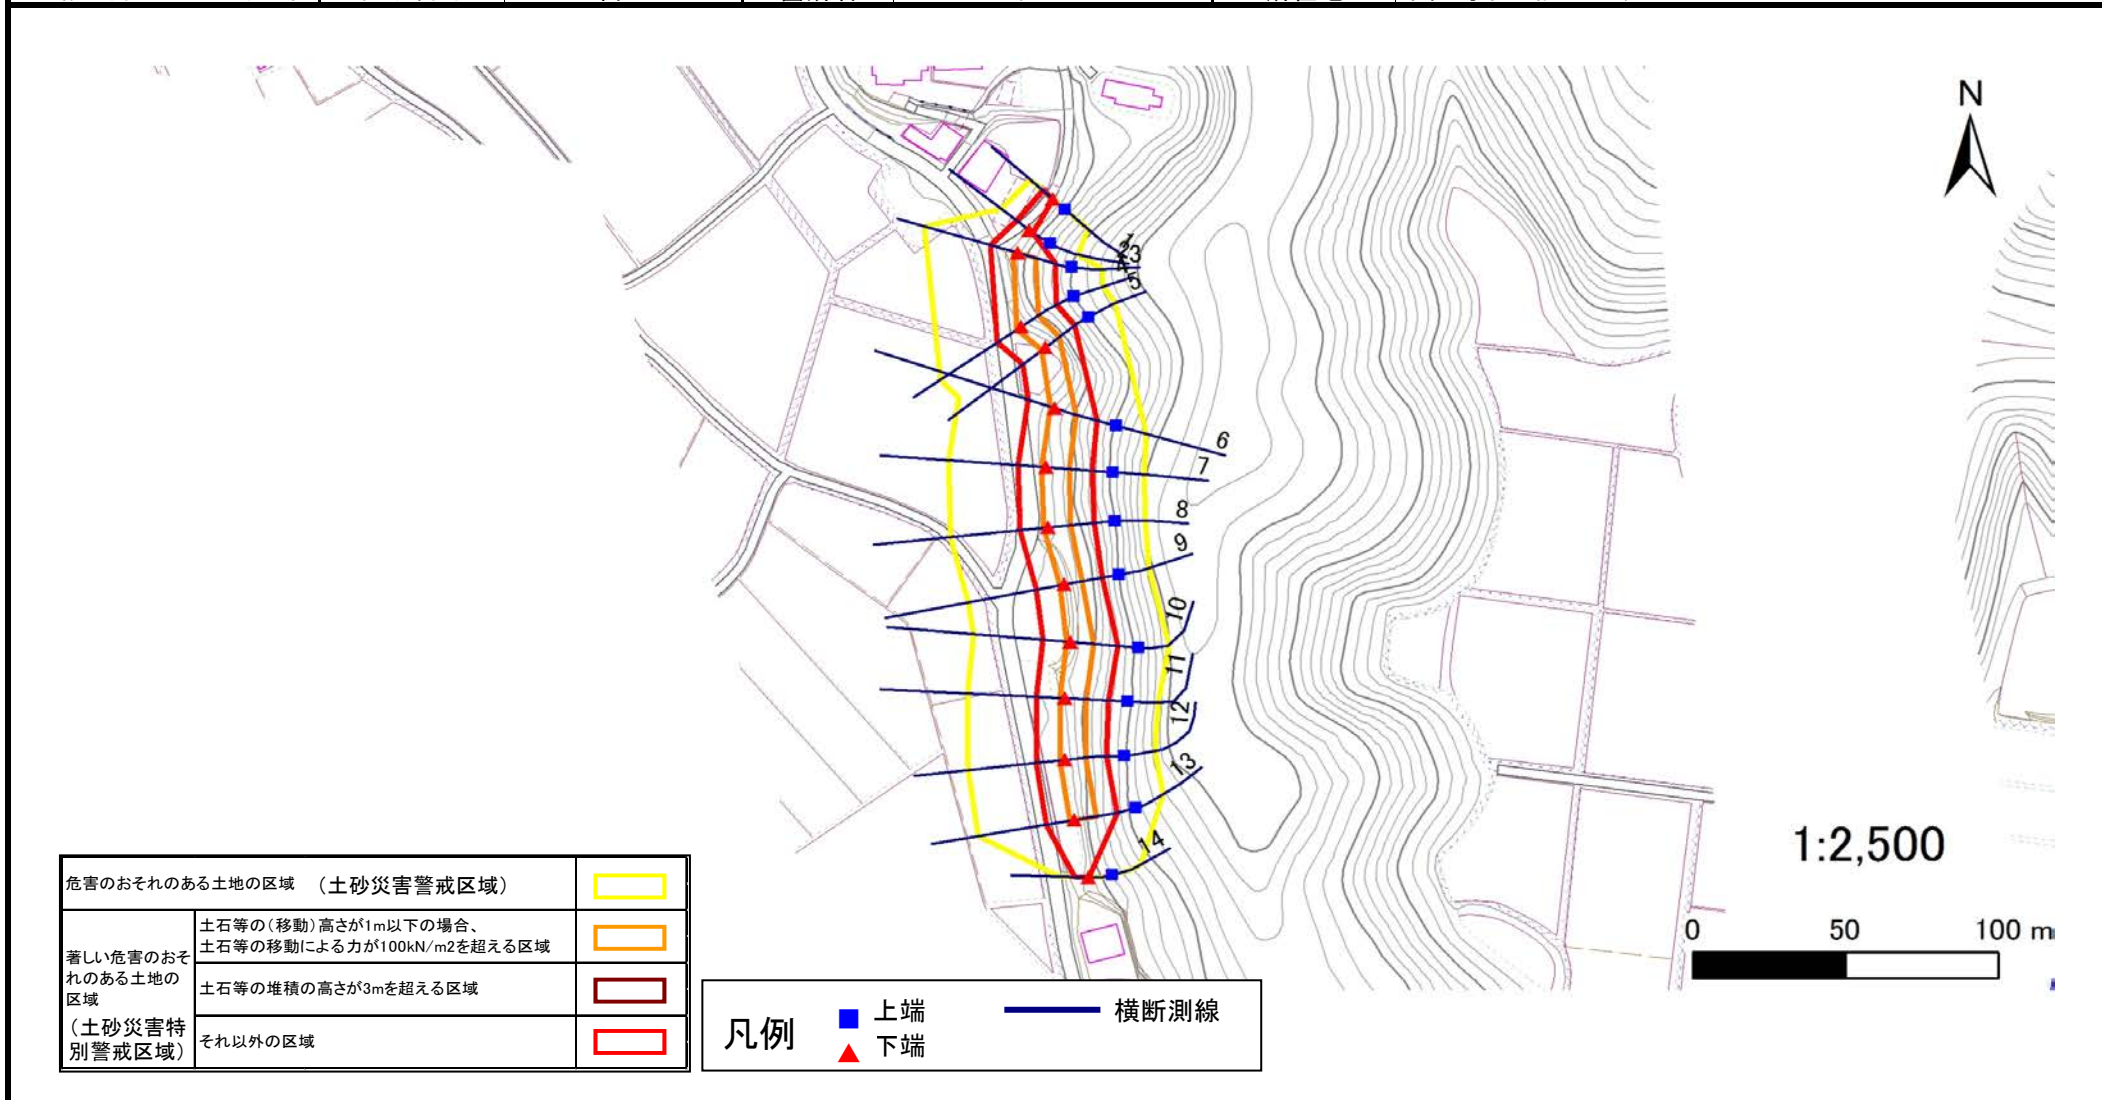 N
1
2
3
4
5
6
7
8
9
10
11
12
13
14
1:2,500
0 50 100 m
危害のおそれのある土地の区域 (土砂災害警戒区域)
著しい危害のおそ
れのある土地の
区域
(土砂災害特
別警戒区域)
土石等の(移動)高さが1m以下の場合、
土石等の移動による力が100kN/m2を超える区域
土石等の堆積の高さが3mを超える区域
それ以外の区域
凡例
上端
下端
横断測線